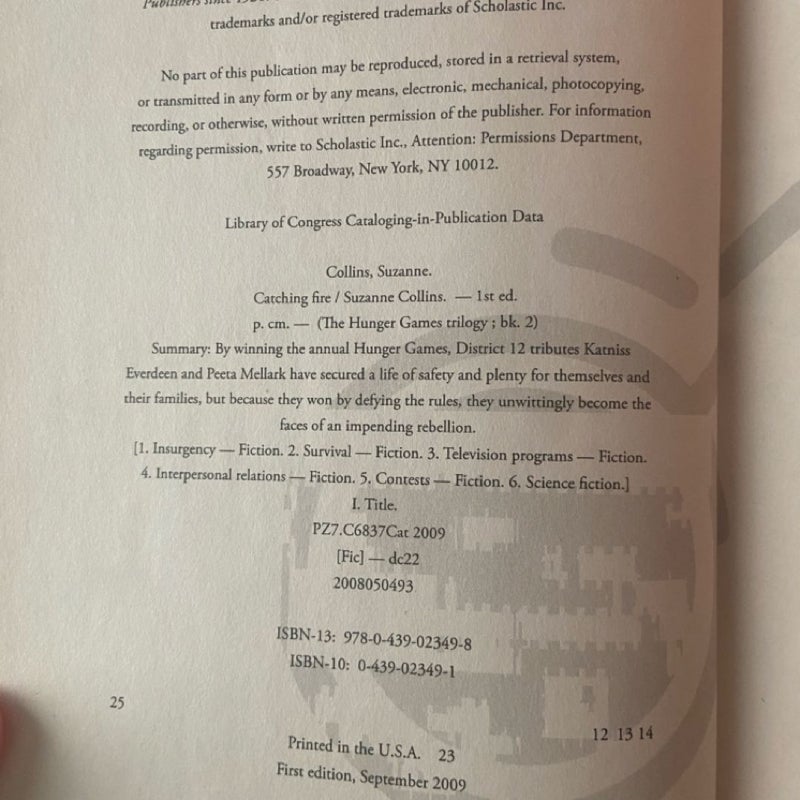 Publishers since
trademarks and/or registered trademarks of Scholastic Inc.
No part of this publication may be reproduced, stored in a retrieval system,
or transmitted in any form or by any means, electronic, mechanical, photocopying,
recording, or otherwise, without written permission of the publisher. For information
regarding permission, write to Scholastic Inc., Attention: Permissions Department,
557 Broadway, New York, NY 10012.
Library of Congress Cataloging-in-Publication Data
Collins, Suzanne.
Catching fire / Suzanne Collins. — 1st ed.
p. cm. — (The Hunger Games trilogy ; bk. 2)
Summary: By winning the annual Hunger Games, District 12 tributes Katniss
Everdeen and Peeta Mellark have secured a life of safety and plenty for themselves and
their families, but because they won by defying the rules, they unwittingly become the
faces of an impending rebellion.
[1. Insurgency — Fiction. 2. Survival — Fiction. 3. Television programs — Fiction.
4. Interpersonal relations — Fiction. 5. Contests — Fiction. 6. Science fiction.]
I. Title.
PZ7.C6837Cat 2009
[Fic] — dc22
2008050493
ISBN-13: 978-0-439-02349-8
ISBN-10: 0-439-02349-1
25
12 13 14
Printed in the U.S.A. 23
First edition, September 2009